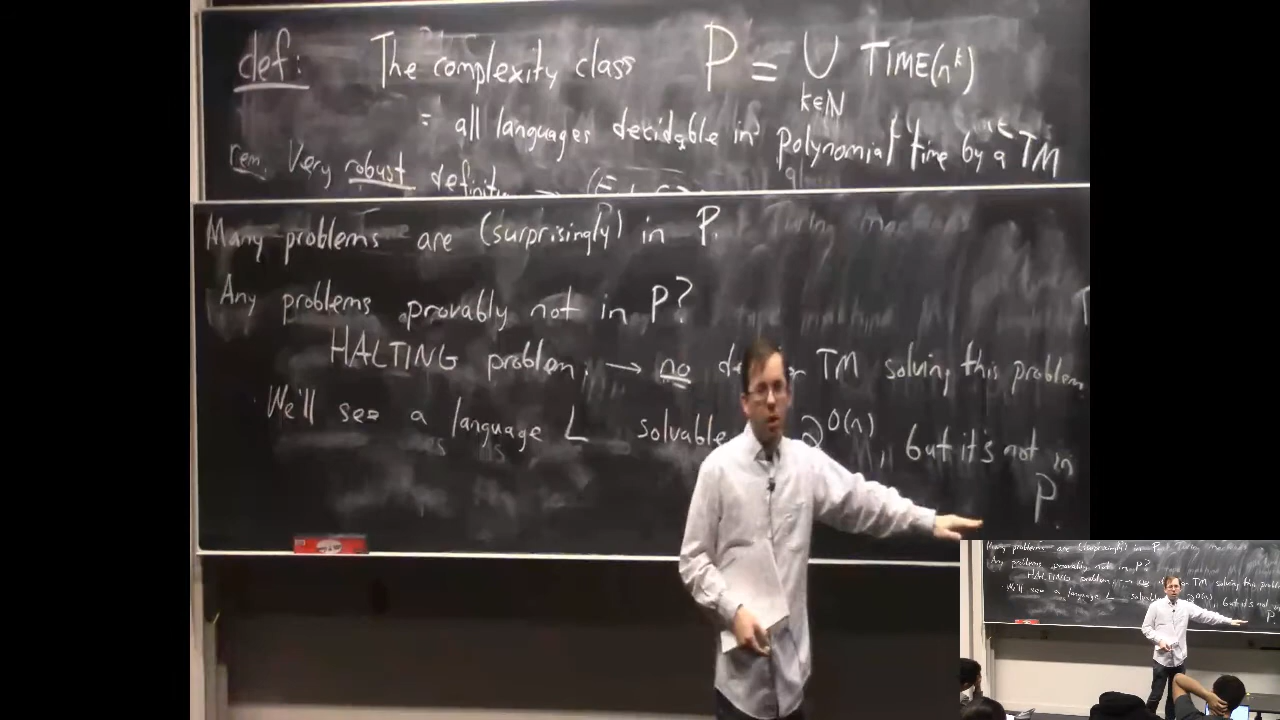 def: The complexity class P = ∪ TIME(n^k)
k∈ℕ
= all languages decidable in polynomial time by a TM
rem. Very robust
Many problems are (surprisingly) in P.
Any problems provably not in P?
HALTING problem. → no TM solving this problem
We'll see a language L solvable 2^O(n), but it's not in
P.